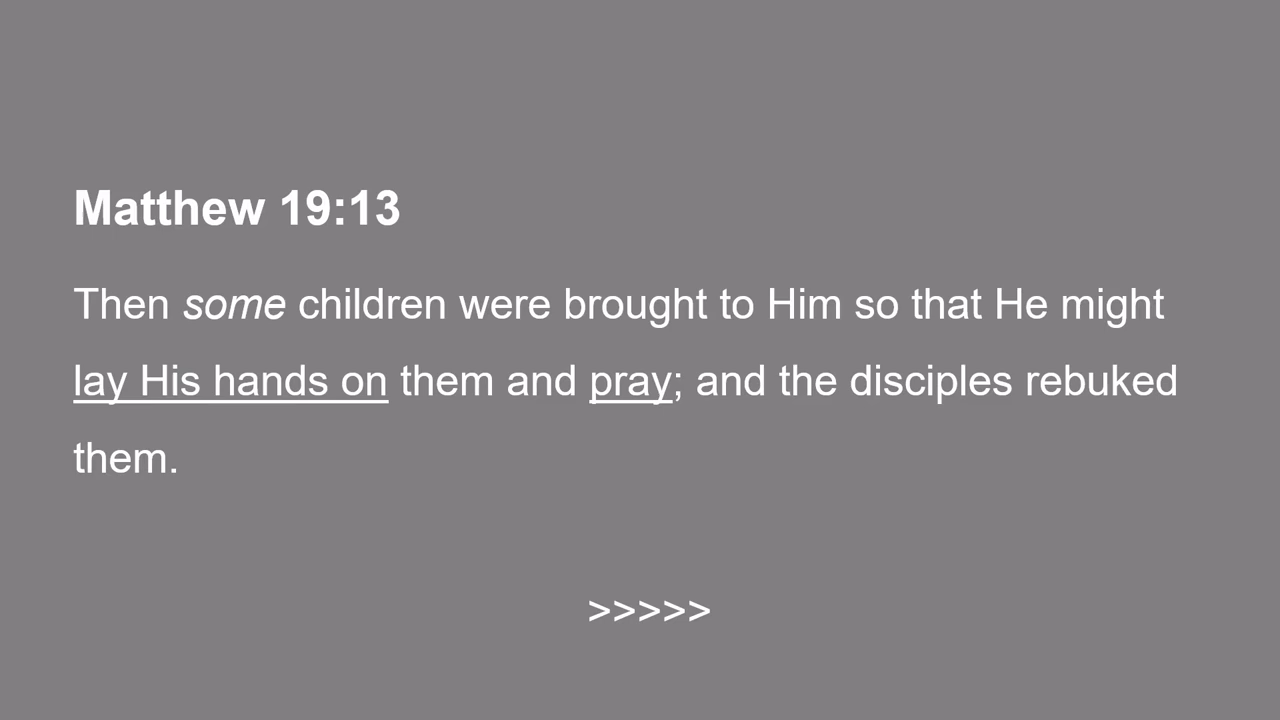 Matthew 19:13
Then some children were brought to Him so that He might
lay His hands on them and pray; and the disciples rebuked
them.
>>>>>